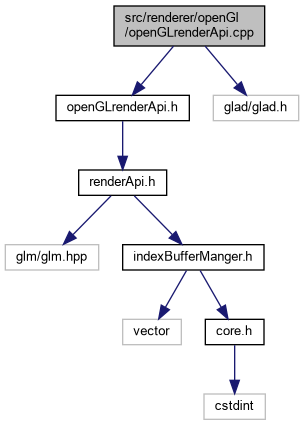 src/renderer/openGl
/openGLrenderApi.cpp
openGLrenderApi.h
glad/glad.h
renderApi.h
glm/glm.hpp
indexBufferManger.h
vector
core.h
cstdint